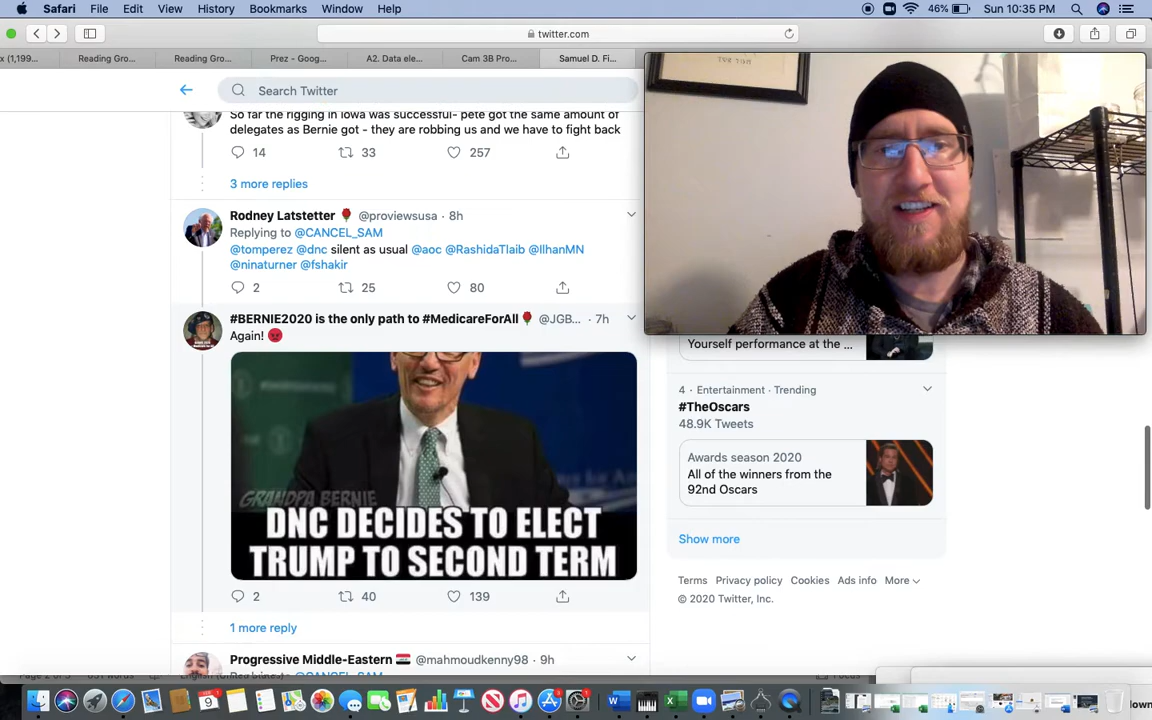 Safari File Edit View History Bookmarks Window Help
46% Sun 10:35 PM
twitter.com
x (1,199... Reading Gro... Reading Gro... Prez - Goog... A2. Data ele... Cam 3B Pro... Samuel D. Fi...
Search Twitter
So far the rigging in Iowa was successful- pete got the same amount of
delegates as Bernie got - they are robbing us and we have to fight back
14 33 257
3 more replies
Rodney Latstetter 🌹 @proviewsusa · 8h
Replying to @CANCEL_SAM
@tomperez @dnc silent as usual @aoc @RashidaTlaib @IlhanMN
@ninaturner @fshakir
2 25 80
#BERNIE2020 is the only path to #MedicareForAll 🌹 @JGB... · 7h
Again! 😡
GRANDPA BERNIE
DNC DECIDES TO ELECT
TRUMP TO SECOND TERM
2 40 139
1 more reply
Progressive Middle-Eastern 🇮🇶 @mahmoudkenny98 · 9h
Yourself performance at the ...
4 · Entertainment · Trending
#TheOscars
48.9K Tweets
Awards season 2020
All of the winners from the
92nd Oscars
Show more
Terms Privacy policy Cookies Ads info More
© 2020 Twitter, Inc.
Focus
9